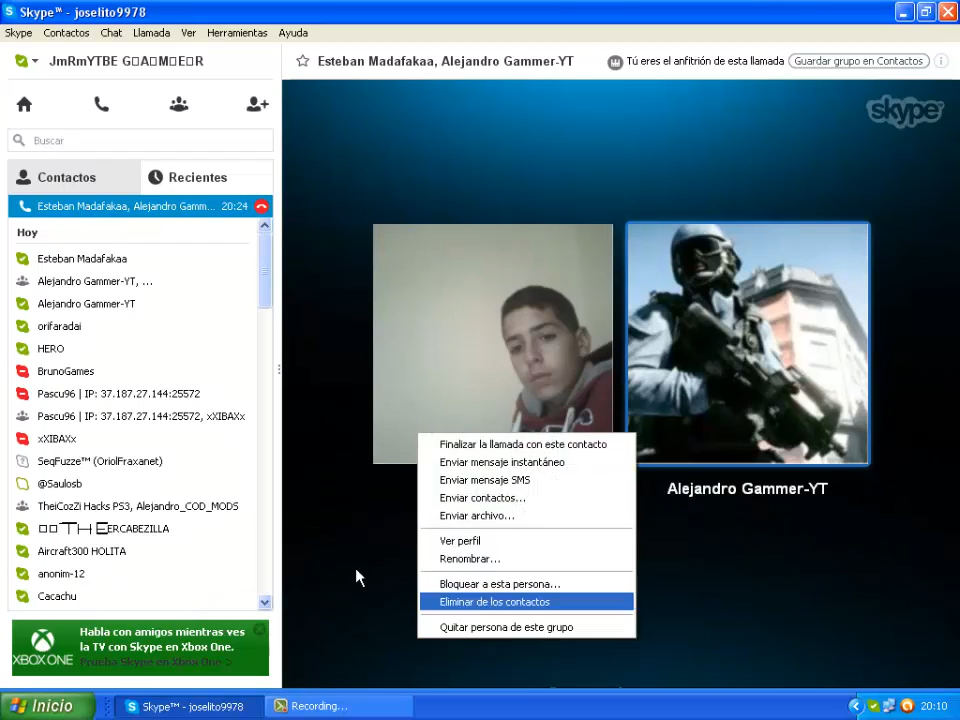 Skype™ - joselito9978
Skype Contactos Chat Llamada Ver Herramientas Ayuda
JmRmYTBE G□A□M□E□R
Esteban Madafakaa, Alejandro Gammer-YT
Tú eres el anfitrión de esta llamada
Guardar grupo en Contactos
skype
Buscar
Contactos
Recientes
Esteban Madafakaa, Alejandro Gamm... 20:24
Hoy
Esteban Madafakaa
Alejandro Gammer-YT, ...
Alejandro Gammer-YT
orifaradai
HERO
BrunoGames
Pascu96 | IP: 37.187.27.144:25572
Pascu96 | IP: 37.187.27.144:25572, xXIBAXx
xXIBAXx
SeqFuzze™ (OriolFraxanet)
@Saulosb
TheiCozZi Hacks PS3, Alejandro_COD_MODS
□□TH EERCABEZILLA
Aircraft300 HOLITA
anonim-12
Cacachu
Finalizar la llamada con este contacto
Enviar mensaje instantáneo
Enviar mensaje SMS
Enviar contactos...
Enviar archivo...
Ver perfil
Renombrar...
Bloquear a esta persona...
Eliminar de los contactos
Quitar persona de este grupo
Alejandro Gammer-YT
XBOX ONE
Habla con amigos mientras ves
la TV con Skype en Xbox One.
Prueba Skype en Xbox One >
Inicio
Skype™ - joselito9978
Recording...
20:10